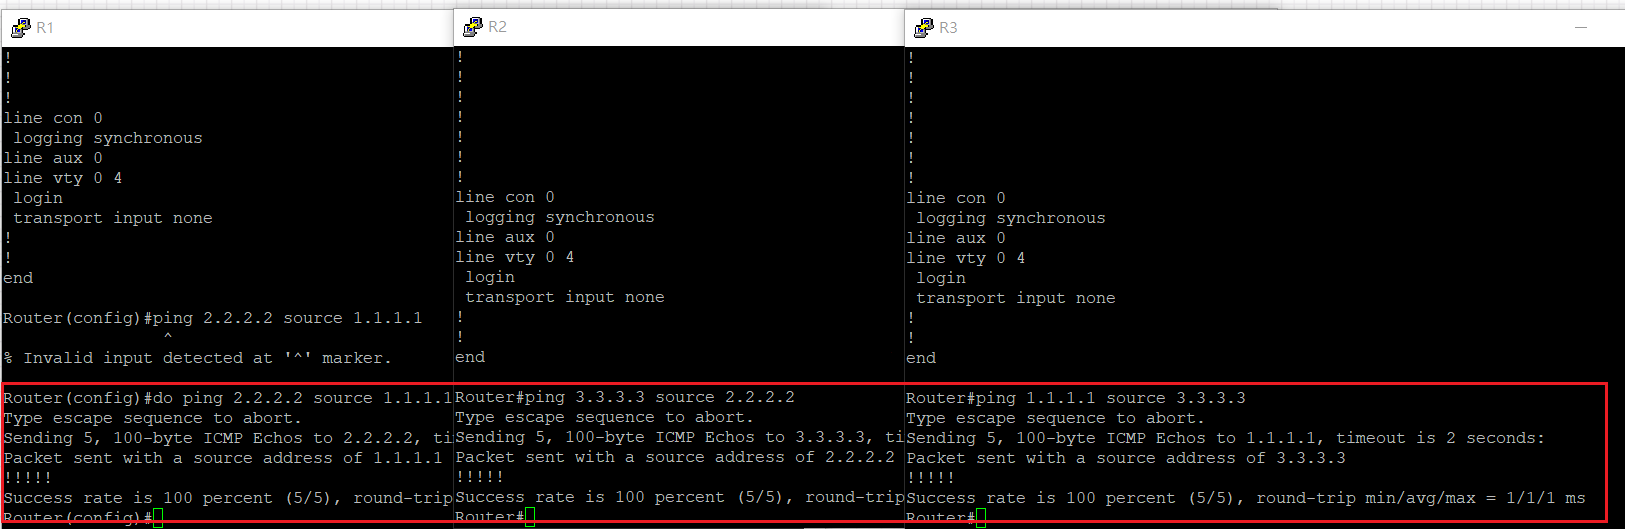 R1
!
!
!
line con 0
 logging synchronous
line aux 0
line vty 0 4
 login
 transport input none
!
!
end
Router(config)#ping 2.2.2.2 source 1.1.1.1
^
% Invalid input detected at '^' marker.
Router(config)#do ping 2.2.2.2 source 1.1.1.1
Type escape sequence to abort.
Sending 5, 100-byte ICMP Echos to 2.2.2.2, ti
Packet sent with a source address of 1.1.1.1
!!!!!
Success rate is 100 percent (5/5), round-trip
Router(config)#
R2
!
!
!
!
!
!
!
line con 0
 logging synchronous
line aux 0
line vty 0 4
 login
 transport input none
!
!
end
Router#ping 3.3.3.3 source 2.2.2.2
Type escape sequence to abort.
Sending 5, 100-byte ICMP Echos to 3.3.3.3, ti
Packet sent with a source address of 2.2.2.2
!!!!!
Success rate is 100 percent (5/5), round-trip
Router#
R3
!
!
!
!
!
!
!
line con 0
 logging synchronous
line aux 0
line vty 0 4
 login
 transport input none
!
!
end
Router#ping 1.1.1.1 source 3.3.3.3
Type escape sequence to abort.
Sending 5, 100-byte ICMP Echos to 1.1.1.1, timeout is 2 seconds:
Packet sent with a source address of 3.3.3.3
!!!!!
Success rate is 100 percent (5/5), round-trip min/avg/max = 1/1/1 ms
Router#